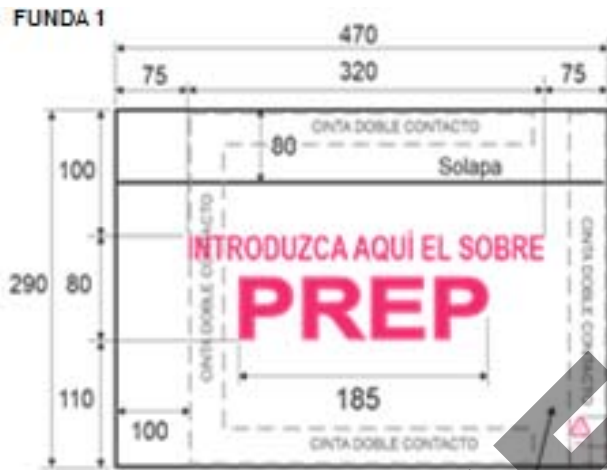 FUNDA 1
470
75
320
75
CINTA DOBLE CONTACTO
80
100
Solapa
CINTA DOBLE CONTACTO
INTRODUZCA AQUÍ EL SOBRE
PREP
CINTA DOBLE CONTACTO
290
80
185
110
100
CINTA DOBLE CONTACTO